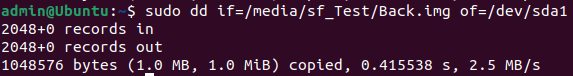 admin@Ubuntu:~$ sudo dd if=/media/sf_Test/Back.img of=/dev/sda1
2048+0 records in
2048+0 records out
1048576 bytes (1.0 MB, 1.0 MiB) copied, 0.415538 s, 2.5 MB/s